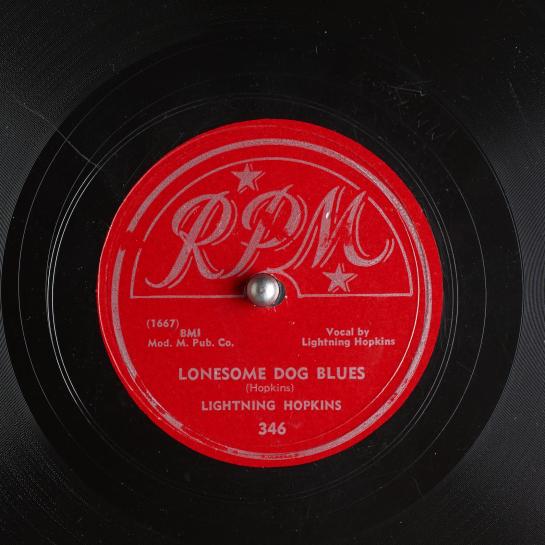 RPM
(1667)
BMI
Mod. M. Pub. Co.
Vocal by
Lightning Hopkins
LONESOME DOG BLUES
(Hopkins)
LIGHTNING HOPKINS
346